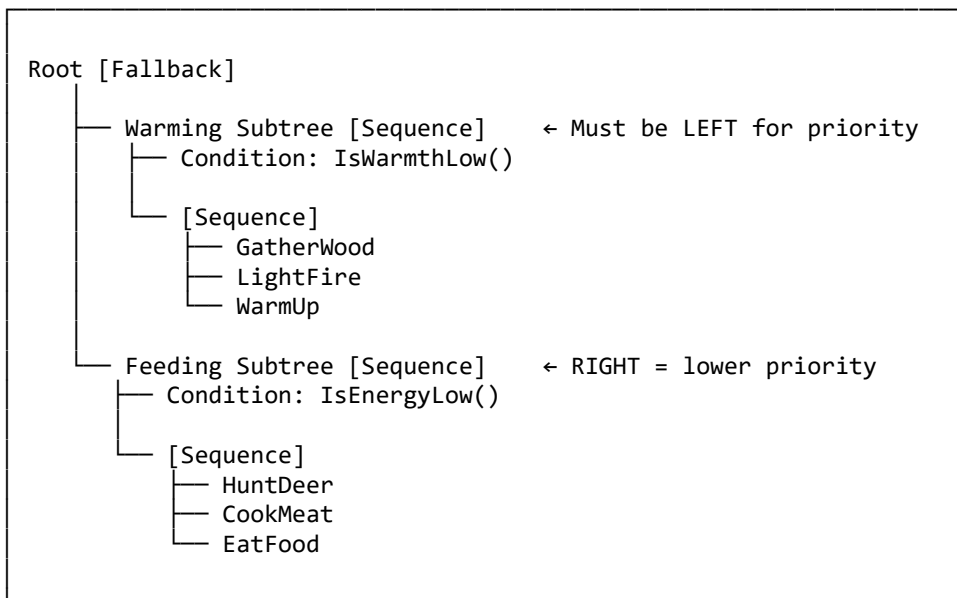 Root [Fallback]
Warming Subtree [Sequence] ← Must be LEFT for priority
Condition: IsWarmthLow()
[Sequence]
GatherWood
LightFire
WarmUp
Feeding Subtree [Sequence] ← RIGHT = lower priority
Condition: IsEnergyLow()
[Sequence]
HuntDeer
CookMeat
EatFood